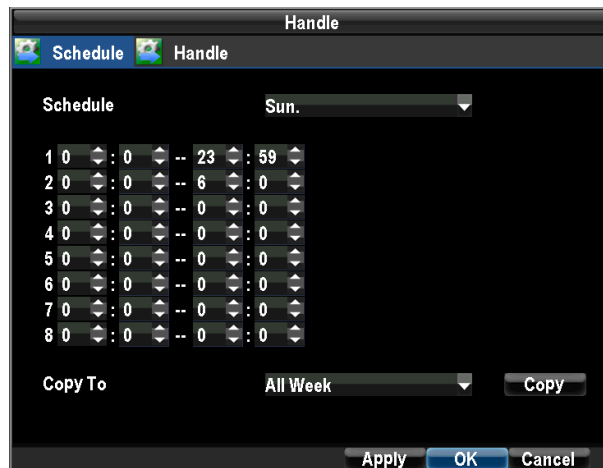 Handle
Schedule Handle
Schedule Sun.
1 0 : 0 -- 23 : 59
2 0 : 0 -- 6 : 0
3 0 : 0 -- 0 : 0
4 0 : 0 -- 0 : 0
5 0 : 0 -- 0 : 0
6 0 : 0 -- 0 : 0
7 0 : 0 -- 0 : 0
8 0 : 0 -- 0 : 0
Copy To All Week Copy
Apply OK Cancel